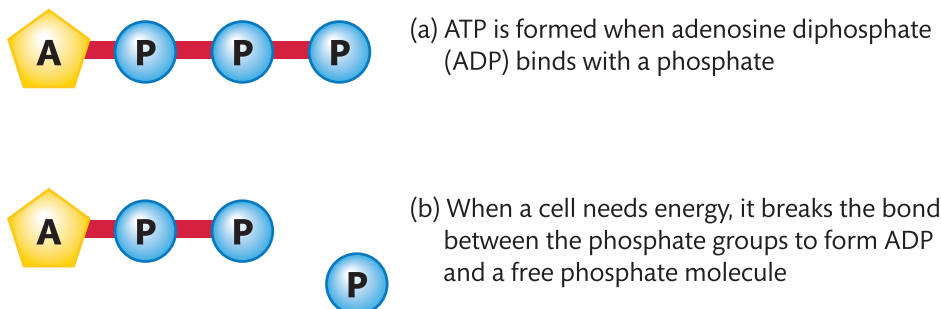 A P P P
(a) ATP is formed when adenosine diphosphate
(ADP) binds with a phosphate
A P P
P
(b) When a cell needs energy, it breaks the bond
between the phosphate groups to form ADP
and a free phosphate molecule